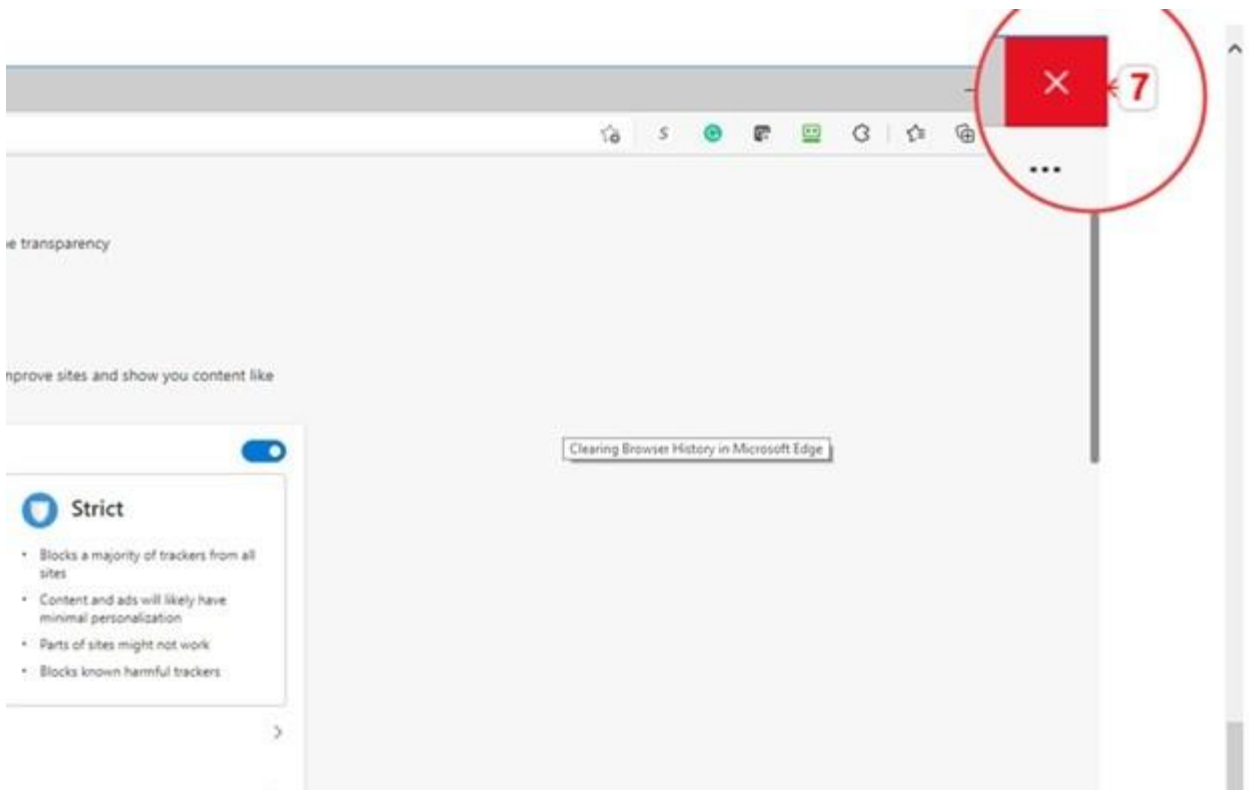 7
transparency
sites and show you content like
Clearing Browser History in Microsoft Edge
Strict
• Blocks a majority of trackers from all
sites
• Content and ads will likely have
minimal personalization
• Parts of sites might not work
• Blocks known harmful trackers